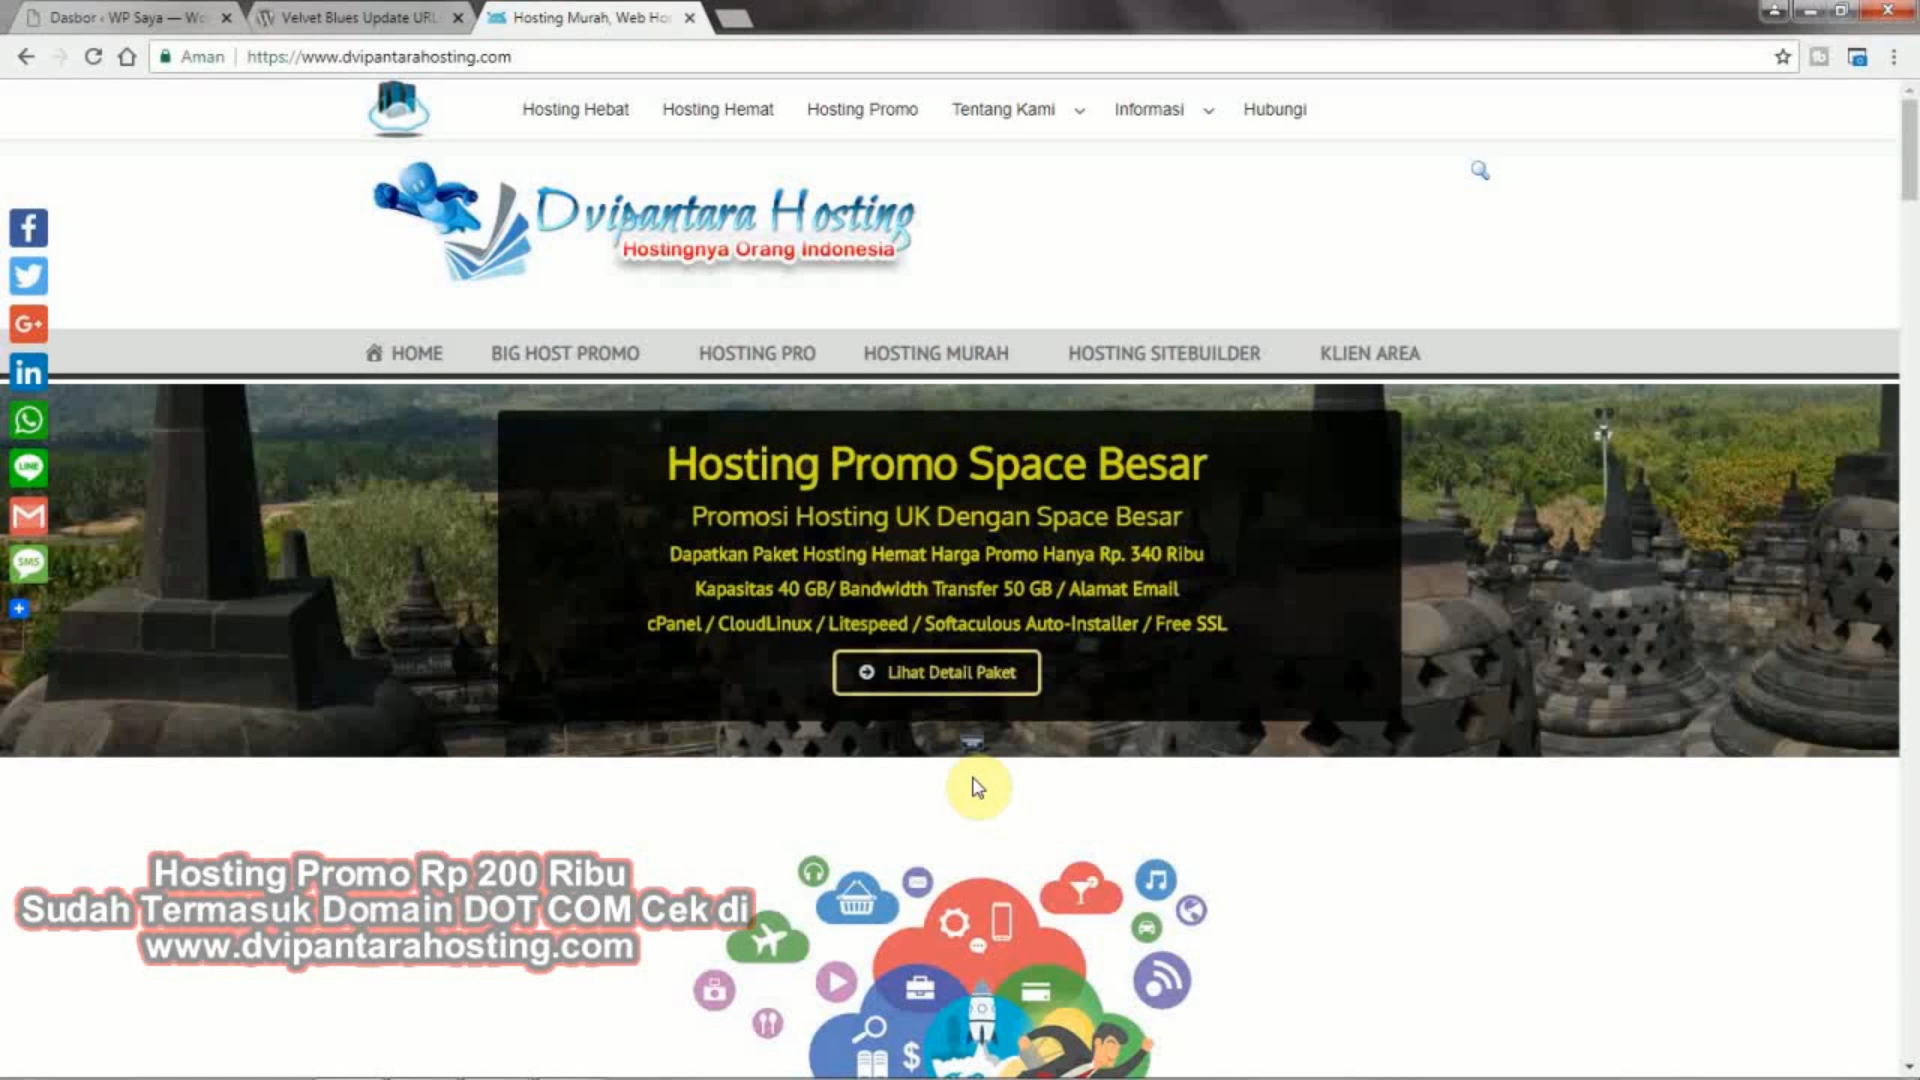 Dasbor ‹ WP Saya — Wo
Velvet Blues Update URL
Hosting Murah, Web Ho
Aman
https://www.dvipantarahosting.com
Hosting Hebat
Hosting Hemat
Hosting Promo
Tentang Kami
Informasi
Hubungi
Dvipantara Hosting
Hostingnya Orang Indonesia
HOME
BIG HOST PROMO
HOSTING PRO
HOSTING MURAH
HOSTING SITEBUILDER
KLIEN AREA
G+
in
LINE
SMS
Hosting Promo Space Besar
Promosi Hosting UK Dengan Space Besar
Dapatkan Paket Hosting Hemat Harga Promo Hanya Rp. 340 Ribu
Kapasitas 40 GB/ Bandwidth Transfer 50 GB / Alamat Email
cPanel / CloudLinux / Litespeed / Softaculous Auto-Installer / Free SSL
Lihat Detail Paket
Hosting Promo Rp 200 Ribu
Sudah Termasuk Domain DOT COM Cek di
www.dvipantarahosting.com